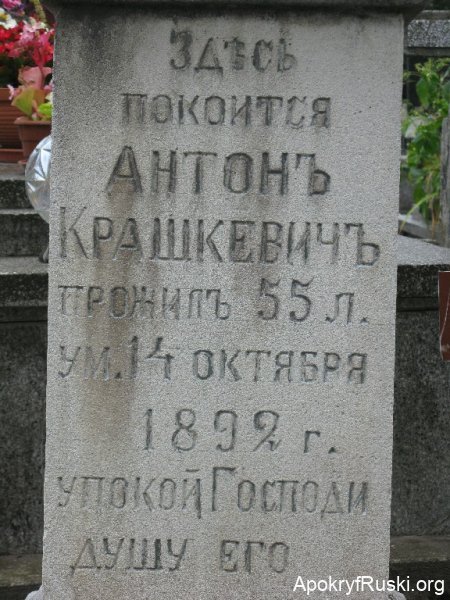 Здѣсь
покоится
Антонъ
Крашкевичъ
прожилъ 55 л.
ум. 14 октября
1892 г.
упокой Господи
душу его
ApokryfRuski.org